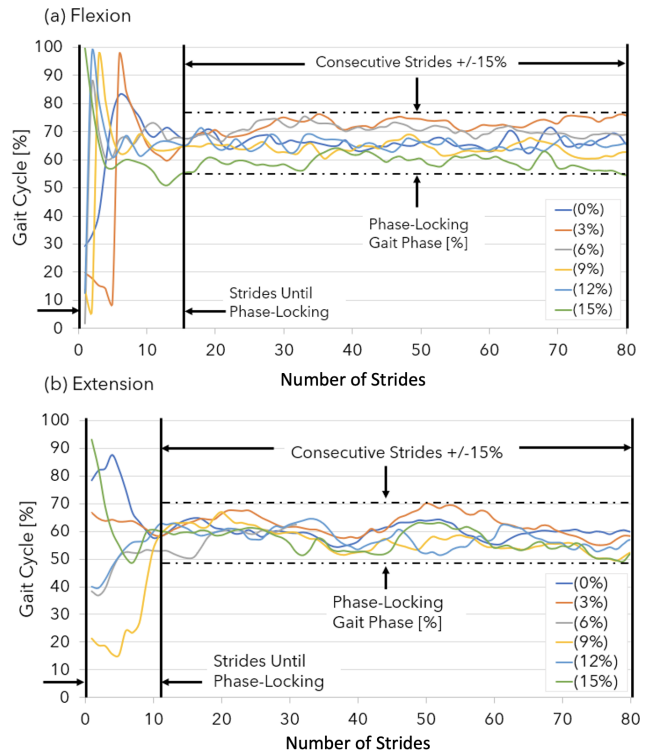 (a) Flexion
100
90
80
70
60
50
40
30
20
10
0
Gait Cycle [%]
Consecutive Strides +/-15%
Phase-Locking
Gait Phase [%]
Strides Until
Phase-Locking
(0%)
(3%)
(6%)
(9%)
(12%)
(15%)
0 10 20 30 40 50 60 70 80
Number of Strides
(b) Extension
100
90
80
70
60
50
40
30
20
10
0
Gait Cycle [%]
Consecutive Strides +/-15%
Phase-Locking
Gait Phase [%]
Strides Until
Phase-Locking
(0%)
(3%)
(6%)
(9%)
(12%)
(15%)
0 10 20 30 40 50 60 70 80
Number of Strides